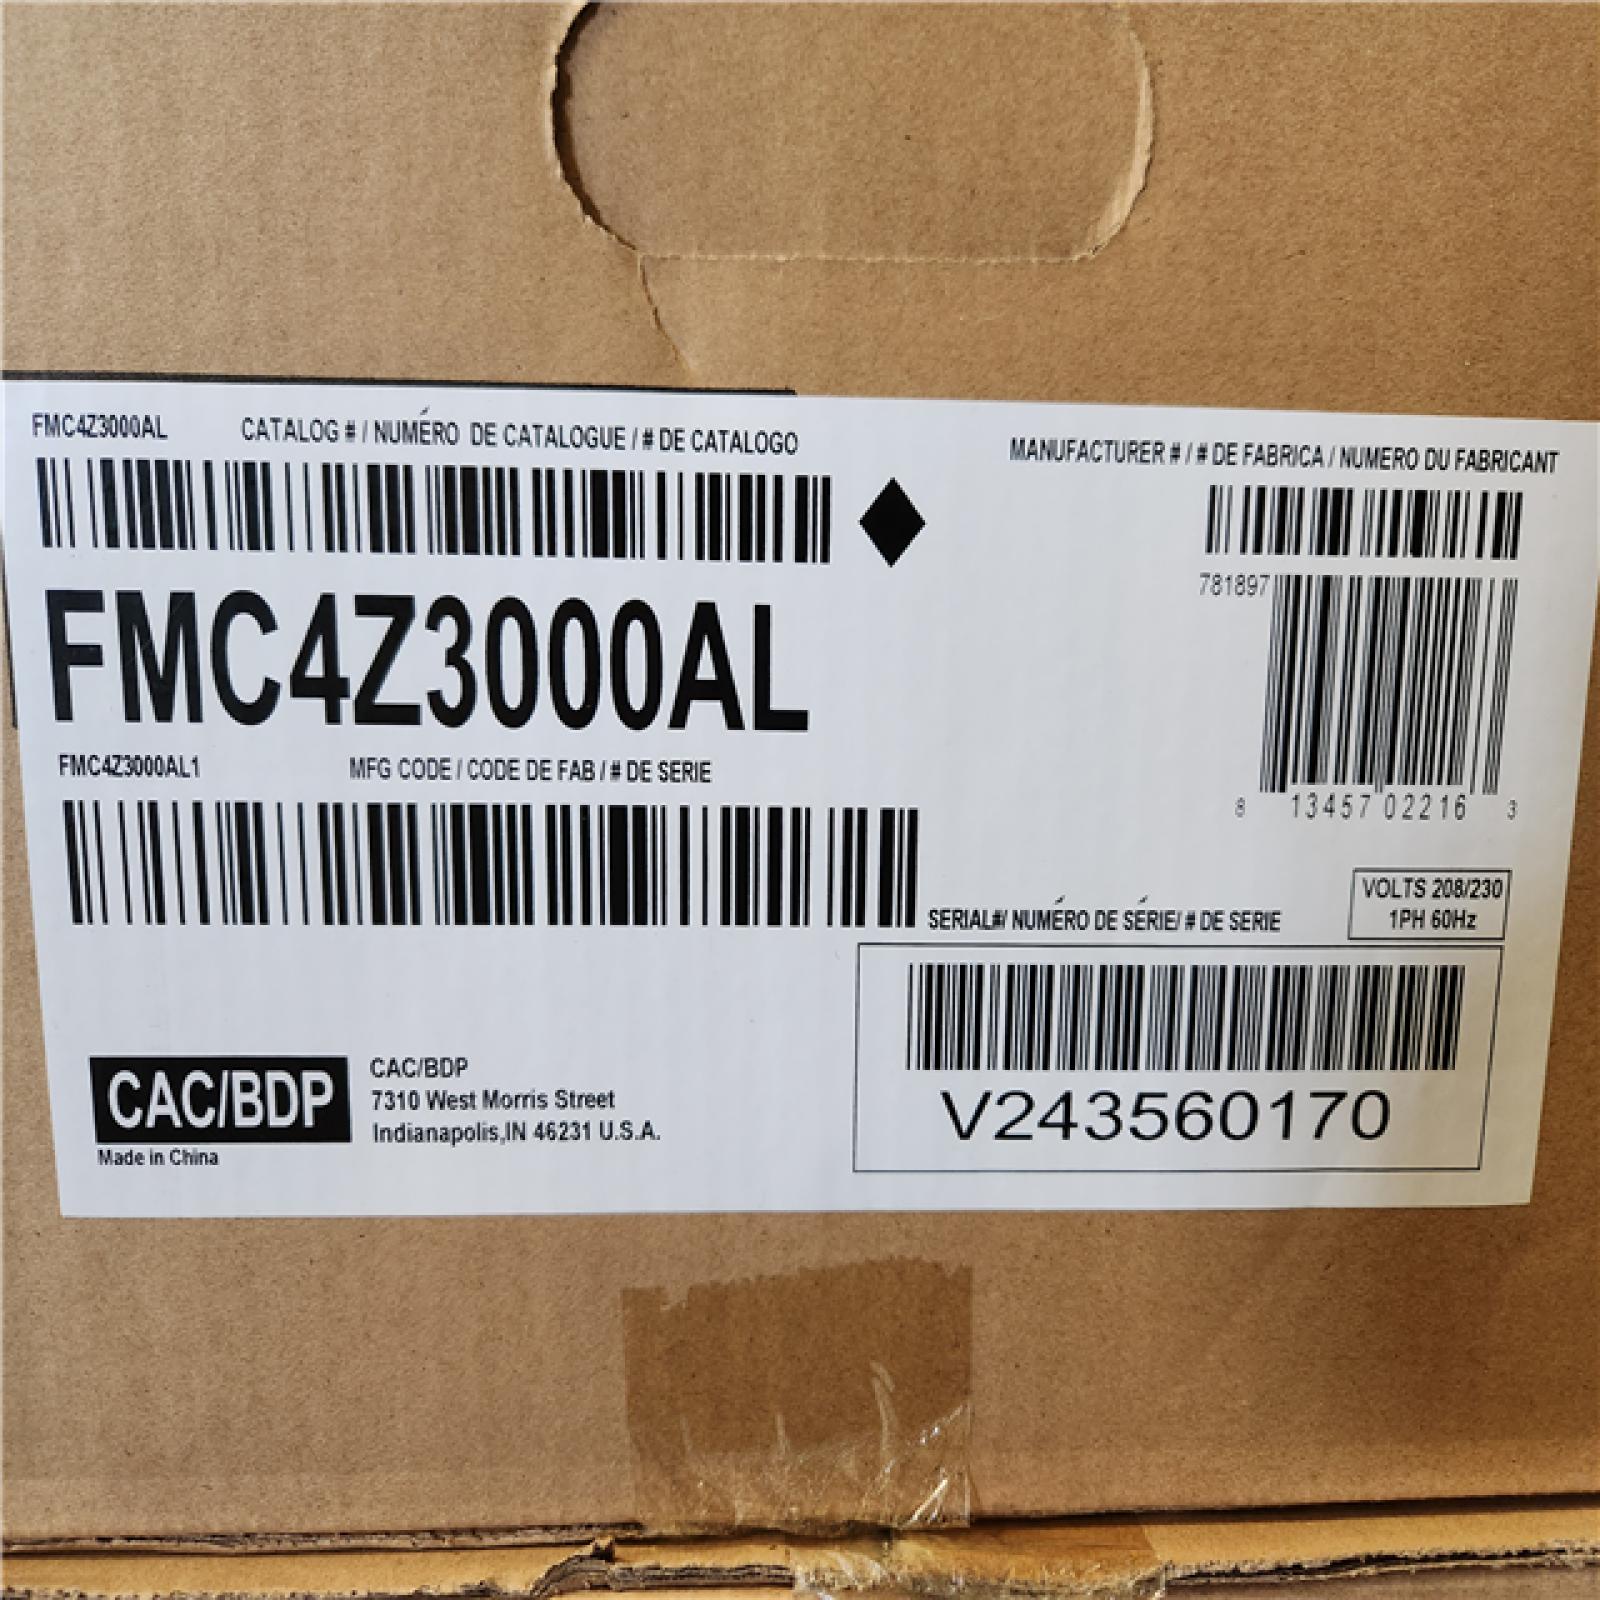 FMC4Z3000AL CATALOG # / NUMÉRO DE CATALOGUE / # DE CATALOGO
MANUFACTURER # / # DE FABRICA / NUMERO DU FABRICANT
781897
FMC4Z3000AL
FMC4Z3000AL1 MFG CODE / CODE DE FAB / # DE SERIE
8 13457 02216 3
VOLTS 208/230
1PH 60Hz
SERIAL#/ NUMÉRO DE SÉRIE/ # DE SERIE
V243560170
CAC/BDP
Made in China
CAC/BDP
7310 West Morris Street
Indianapolis,IN 46231 U.S.A.